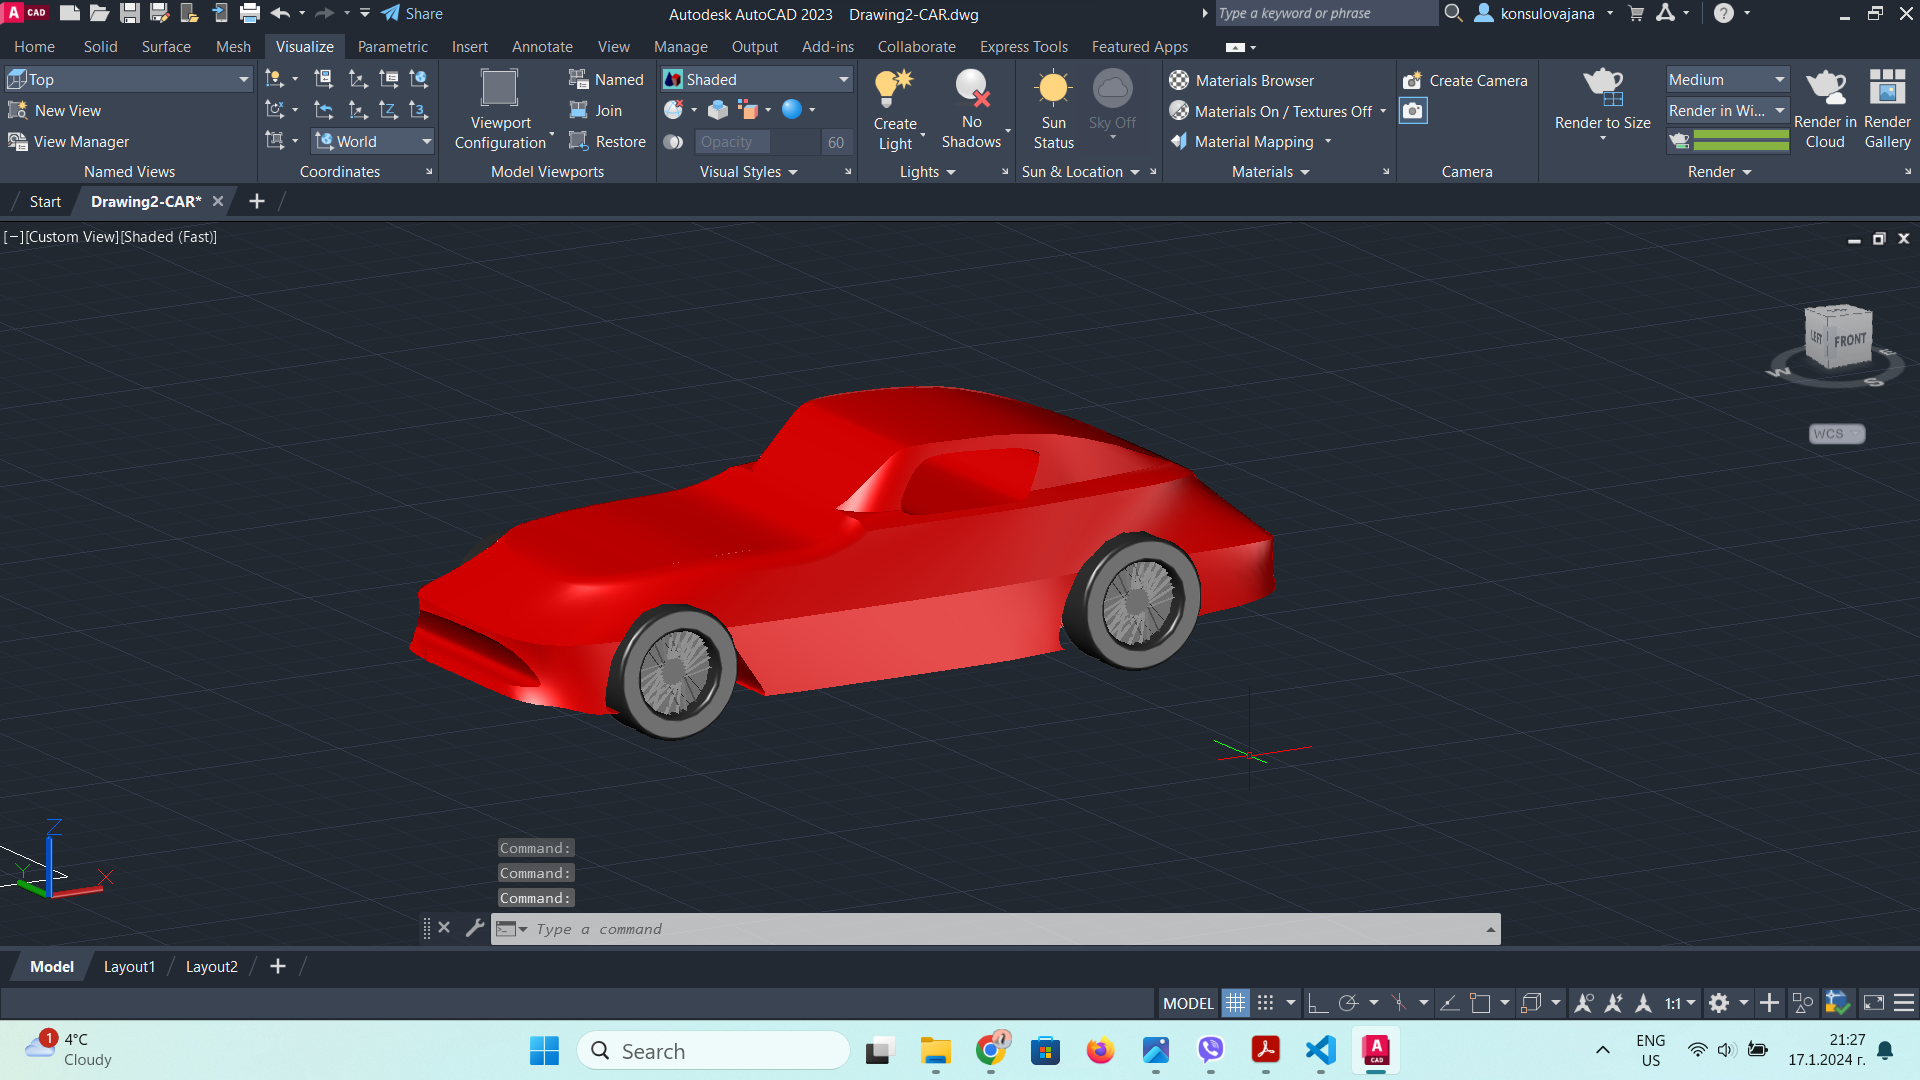 A CAD Share Autodesk AutoCAD 2023 Drawing2-CAR.dwg Type a keyword or phrase konsulovajana ?
Home Solid Surface Mesh Visualize Parametric Insert Annotate View Manage Output Add-ins Collaborate Express Tools Featured Apps
Top
New View
View Manager
Named Views
World
Coordinates
Viewport
Configuration
Named
Join
Restore
Model Viewports
Shaded
Opacity 60
Visual Styles
Create
Light
No
Shadows
Lights
Sun
Status
Sky Off
Sun & Location
Materials Browser
Materials On / Textures Off
Material Mapping
Materials
Create Camera
Camera
Render to Size
Medium
Render in Wi...
Render in
Cloud
Render
Gallery
Render
Start Drawing2-CAR*
[−][Custom View][Shaded (Fast)]
LEFT FRONT
W S E
WCS
Z
Y X
Command:
Command:
Command:
Type a command
Model Layout1 Layout2
MODEL 1:1
1 4°C
Cloudy
Search
A CAD
ENG
US
21:27
17.1.2024 г.